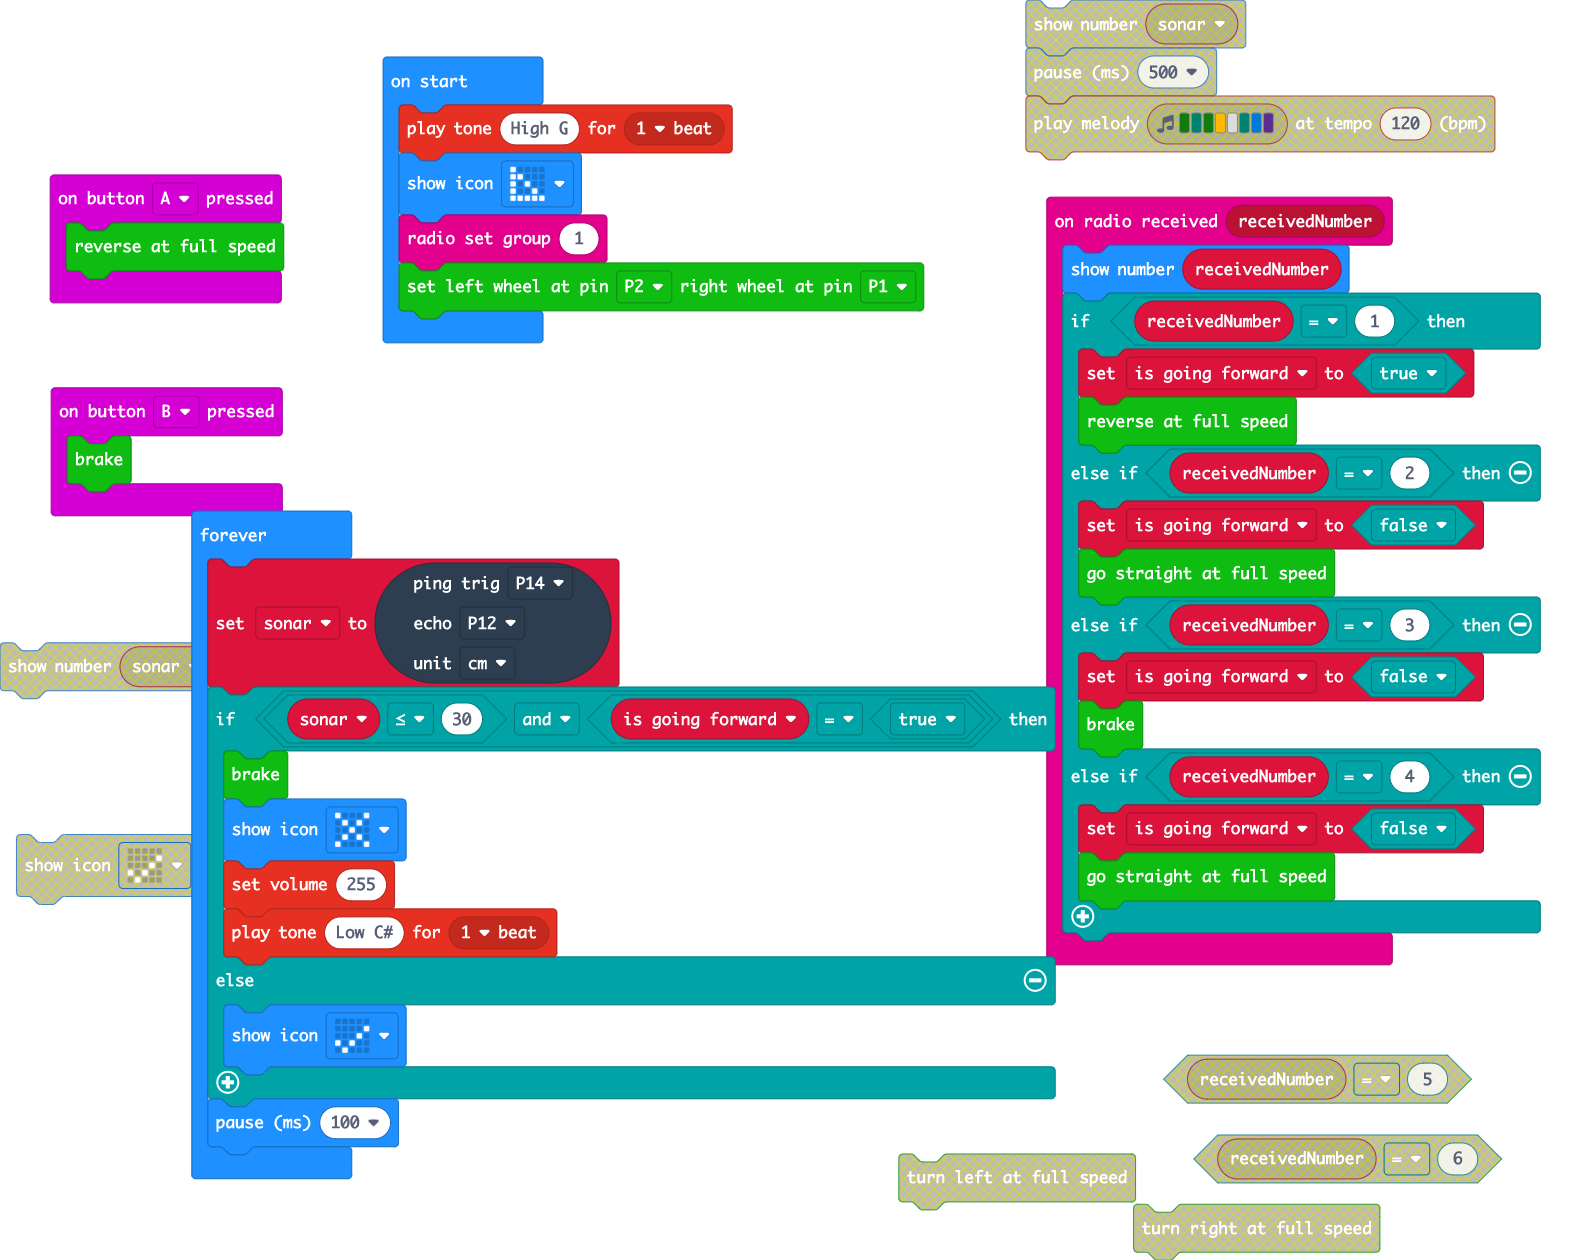 show number sonar
pause (ms) 500
play melody at tempo 120 (bpm)
on start
play tone High G for 1 beat
show icon
radio set group 1
set left wheel at pin P2 right wheel at pin P1
on button A pressed
reverse at full speed
on button B pressed
brake
on radio received receivedNumber
show number receivedNumber
if receivedNumber = 1 then
set is going forward to true
reverse at full speed
else if receivedNumber = 2 then
set is going forward to false
go straight at full speed
else if receivedNumber = 3 then
set is going forward to false
brake
else if receivedNumber = 4 then
set is going forward to false
go straight at full speed
forever
set sonar to
ping trig P14
echo P12
unit cm
if sonar ≤ 30 and is going forward = true then
brake
show icon
set volume 255
play tone Low C# for 1 beat
else
show icon
pause (ms) 100
show number sonar
show icon
receivedNumber = 5
receivedNumber = 6
turn left at full speed
turn right at full speed